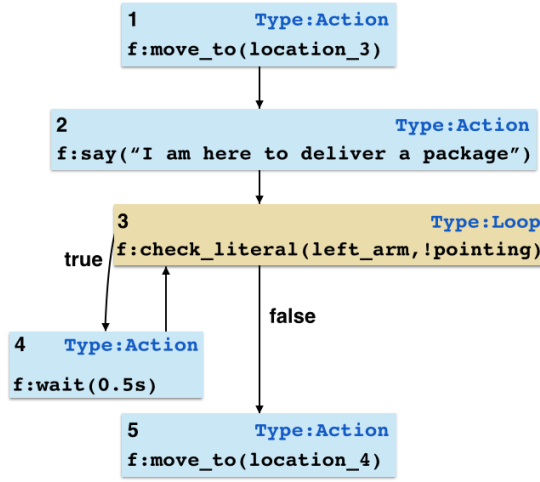 1 Type:Action
f:move_to(location_3)
2 Type:Action
f:say(“I am here to deliver a package”)
3 Type:Loop
f:check_literal(left_arm,!pointing)
true
false
4 Type:Action
f:wait(0.5s)
5 Type:Action
f:move_to(location_4)